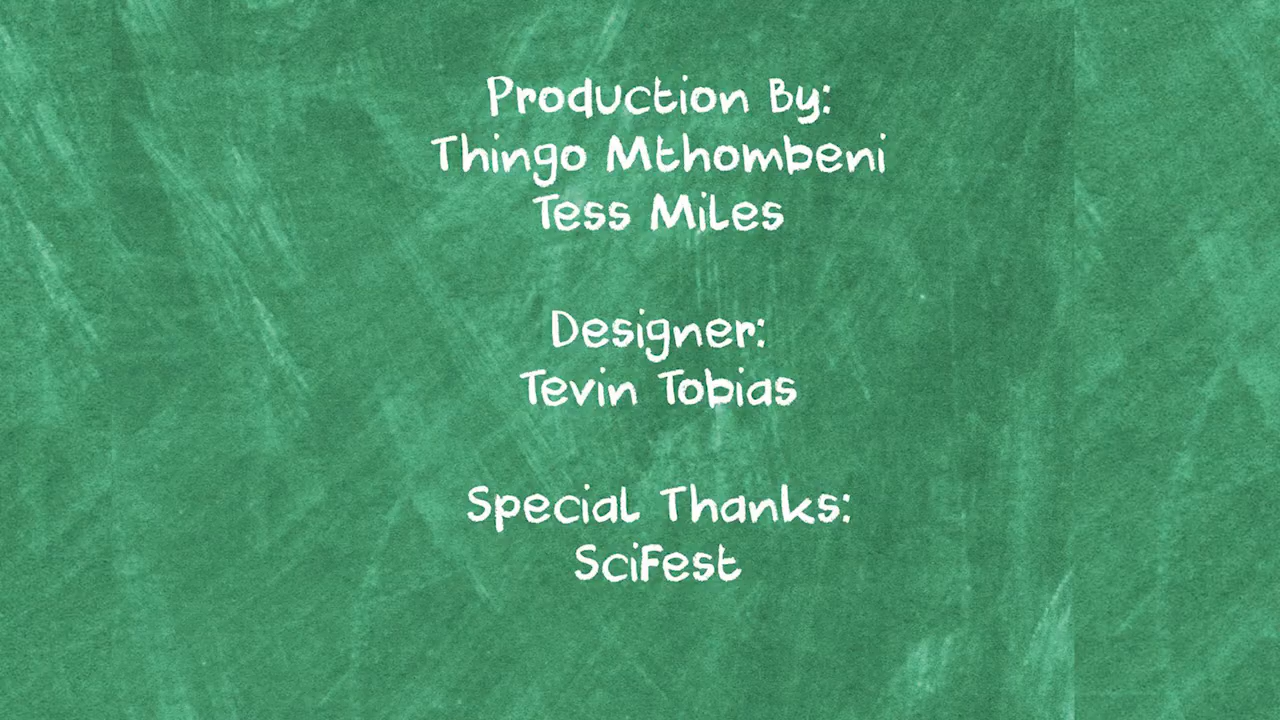 Production By:
Thingo Mthombeni
Tess Miles
Designer:
Tevin Tobias
Special Thanks:
SciFest